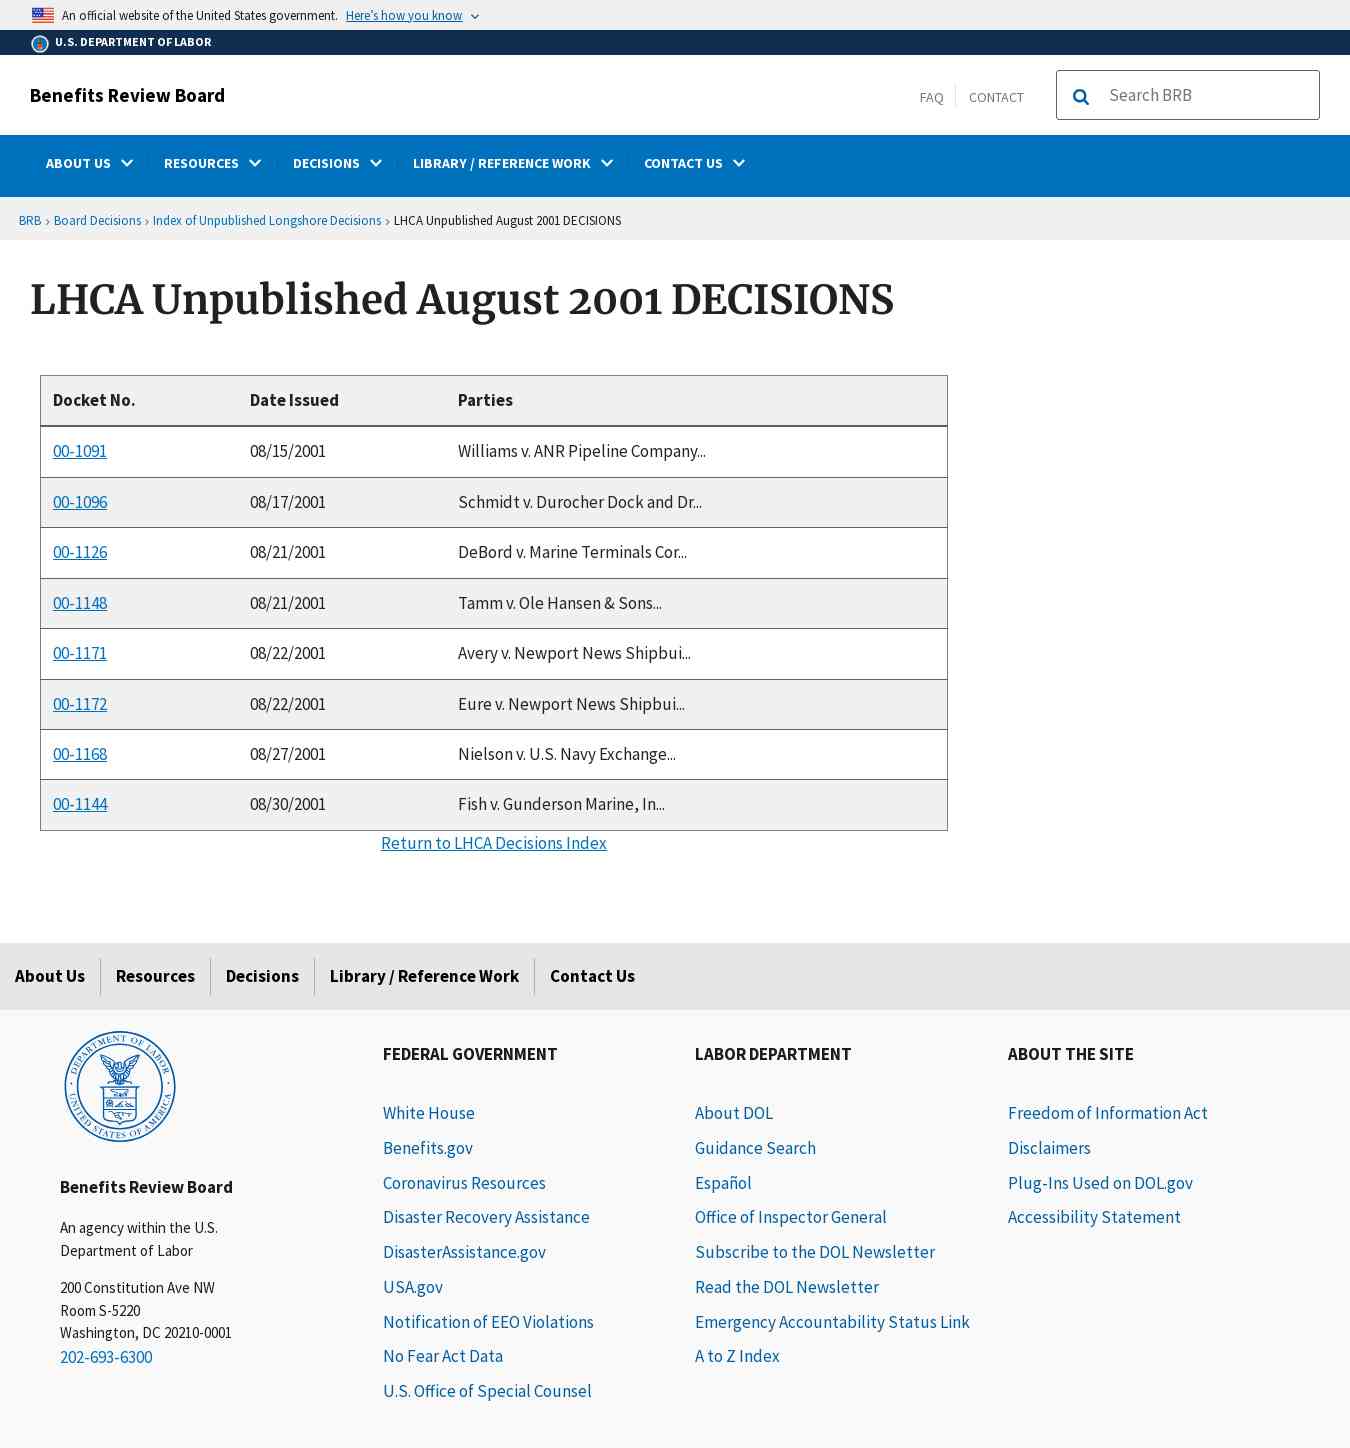 An official website of the United States government. Here's how you know
U.S. DEPARTMENT OF LABOR
Benefits Review Board
FAQ
CONTACT
Search BRB
ABOUT US
RESOURCES
DECISIONS
LIBRARY / REFERENCE WORK
CONTACT US
BRB › Board Decisions › Index of Unpublished Longshore Decisions › LHCA Unpublished August 2001 DECISIONS
LHCA Unpublished August 2001 DECISIONS
Docket No. Date Issued Parties
00-1091 08/15/2001 Williams v. ANR Pipeline Company...
00-1096 08/17/2001 Schmidt v. Durocher Dock and Dr...
00-1126 08/21/2001 DeBord v. Marine Terminals Cor...
00-1148 08/21/2001 Tamm v. Ole Hansen & Sons...
00-1171 08/22/2001 Avery v. Newport News Shipbui...
00-1172 08/22/2001 Eure v. Newport News Shipbui...
00-1168 08/27/2001 Nielson v. U.S. Navy Exchange...
00-1144 08/30/2001 Fish v. Gunderson Marine, In...
Return to LHCA Decisions Index
About Us
Resources
Decisions
Library / Reference Work
Contact Us
DEPARTMENT OF LABOR
UNITED STATES OF AMERICA
Benefits Review Board
An agency within the U.S.
Department of Labor
200 Constitution Ave NW
Room S-5220
Washington, DC 20210-0001
202-693-6300
FEDERAL GOVERNMENT
White House
Benefits.gov
Coronavirus Resources
Disaster Recovery Assistance
DisasterAssistance.gov
USA.gov
Notification of EEO Violations
No Fear Act Data
U.S. Office of Special Counsel
LABOR DEPARTMENT
About DOL
Guidance Search
Español
Office of Inspector General
Subscribe to the DOL Newsletter
Read the DOL Newsletter
Emergency Accountability Status Link
A to Z Index
ABOUT THE SITE
Freedom of Information Act
Disclaimers
Plug-Ins Used on DOL.gov
Accessibility Statement